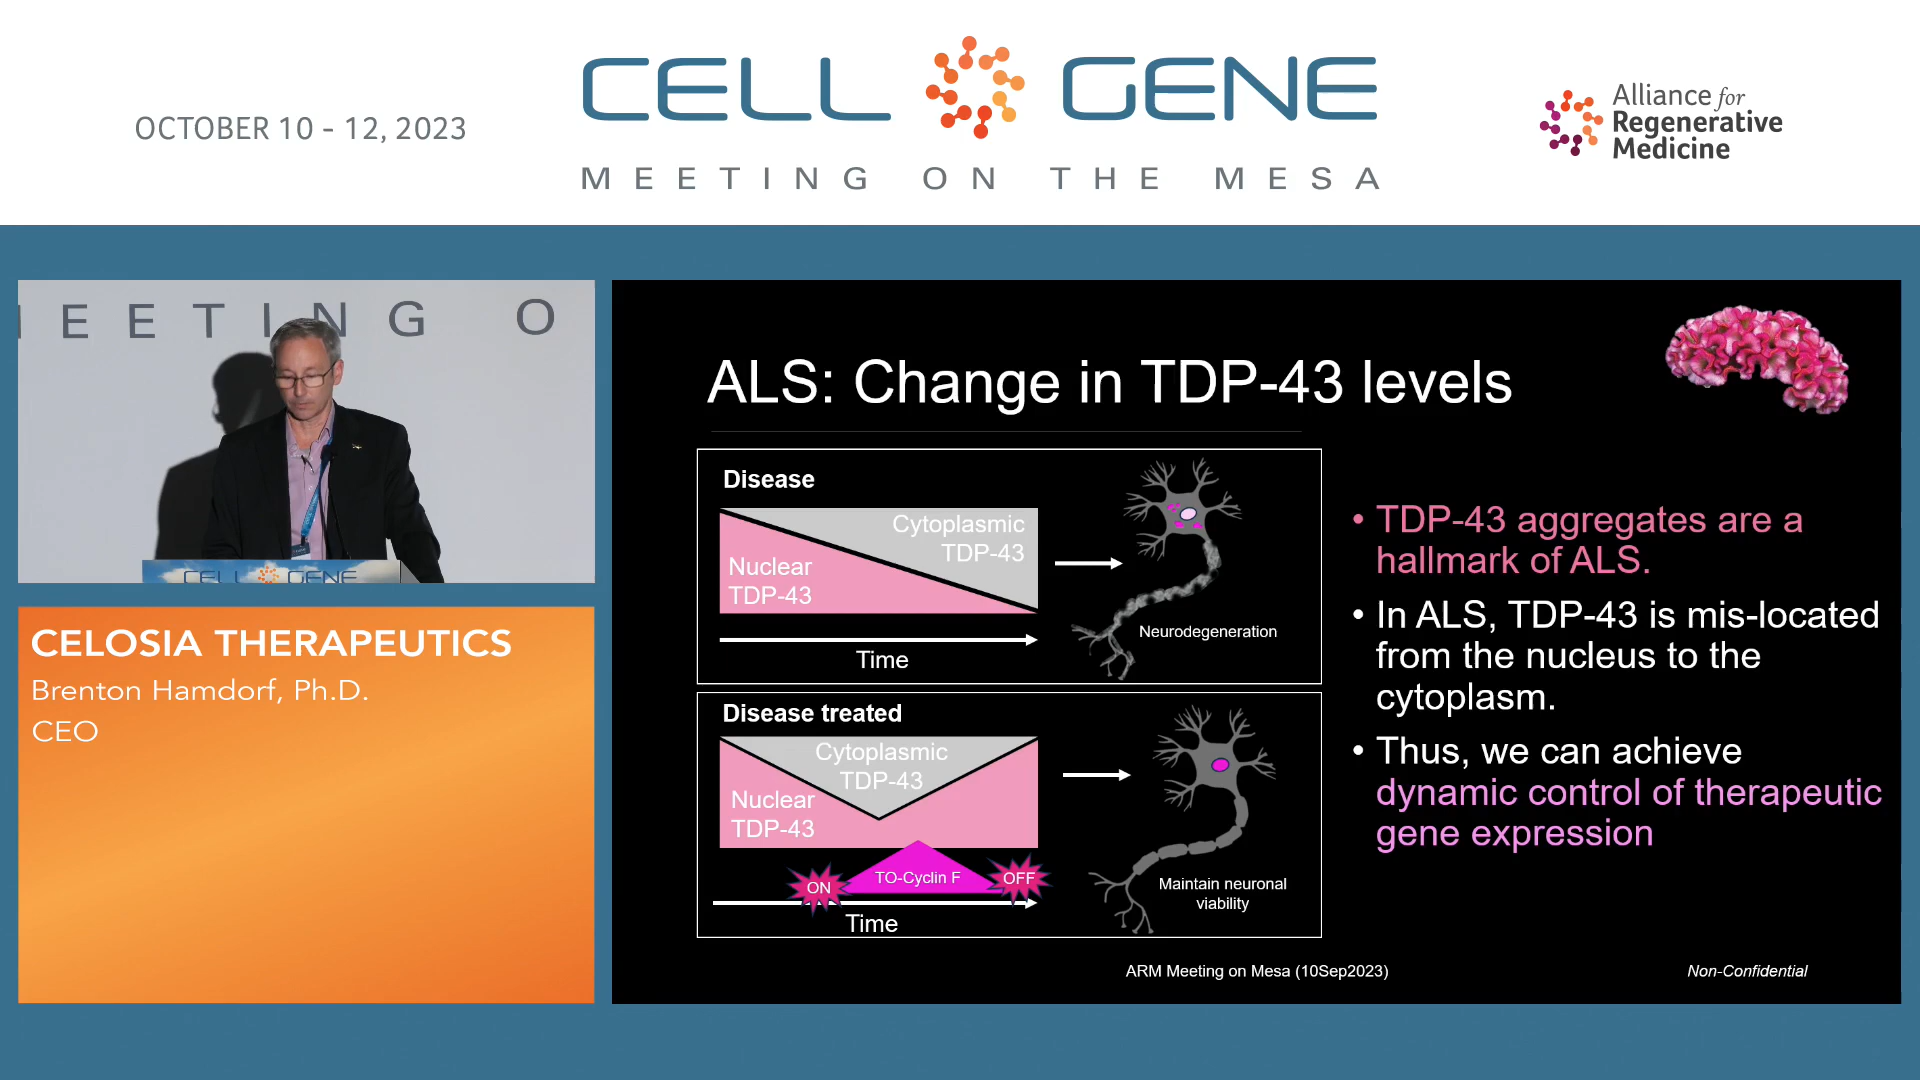 OCTOBER 10 - 12, 2023
CELL GENE
MEETING ON THE MESA
Alliance for
Regenerative
Medicine
EETING O
CELL GENE
CELOSIA THERAPEUTICS
Brenton Hamdorf, Ph.D.
CEO
ALS: Change in TDP-43 levels
Disease
Cytoplasmic
TDP-43
Nuclear
TDP-43
Time
Neurodegeneration
Disease treated
Cytoplasmic
TDP-43
Nuclear
TDP-43
ON
TO-Cyclin F
OFF
Time
Maintain neuronal
viability
• TDP-43 aggregates are a
hallmark of ALS.
• In ALS, TDP-43 is mis-located
from the nucleus to the
cytoplasm.
• Thus, we can achieve
dynamic control of therapeutic
gene expression
ARM Meeting on Mesa (10Sep2023)
Non-Confidential